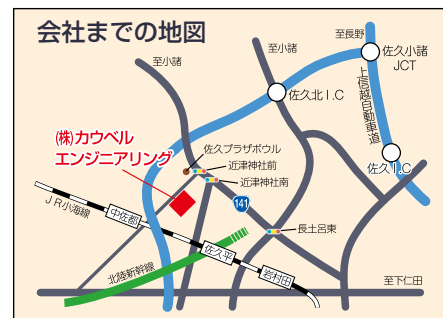 会社までの地図
至長野
至小諸
至小諸
佐久小諸
JCT
上信越自動車道
佐久北I.C
佐久I.C
(株)カウベル
エンジニアリング
佐久プラザボウル
近津神社前
近津神社南
141
長土呂東
JR小海線
中佐都
佐久平
岩村田
北陸新幹線
至下仁田